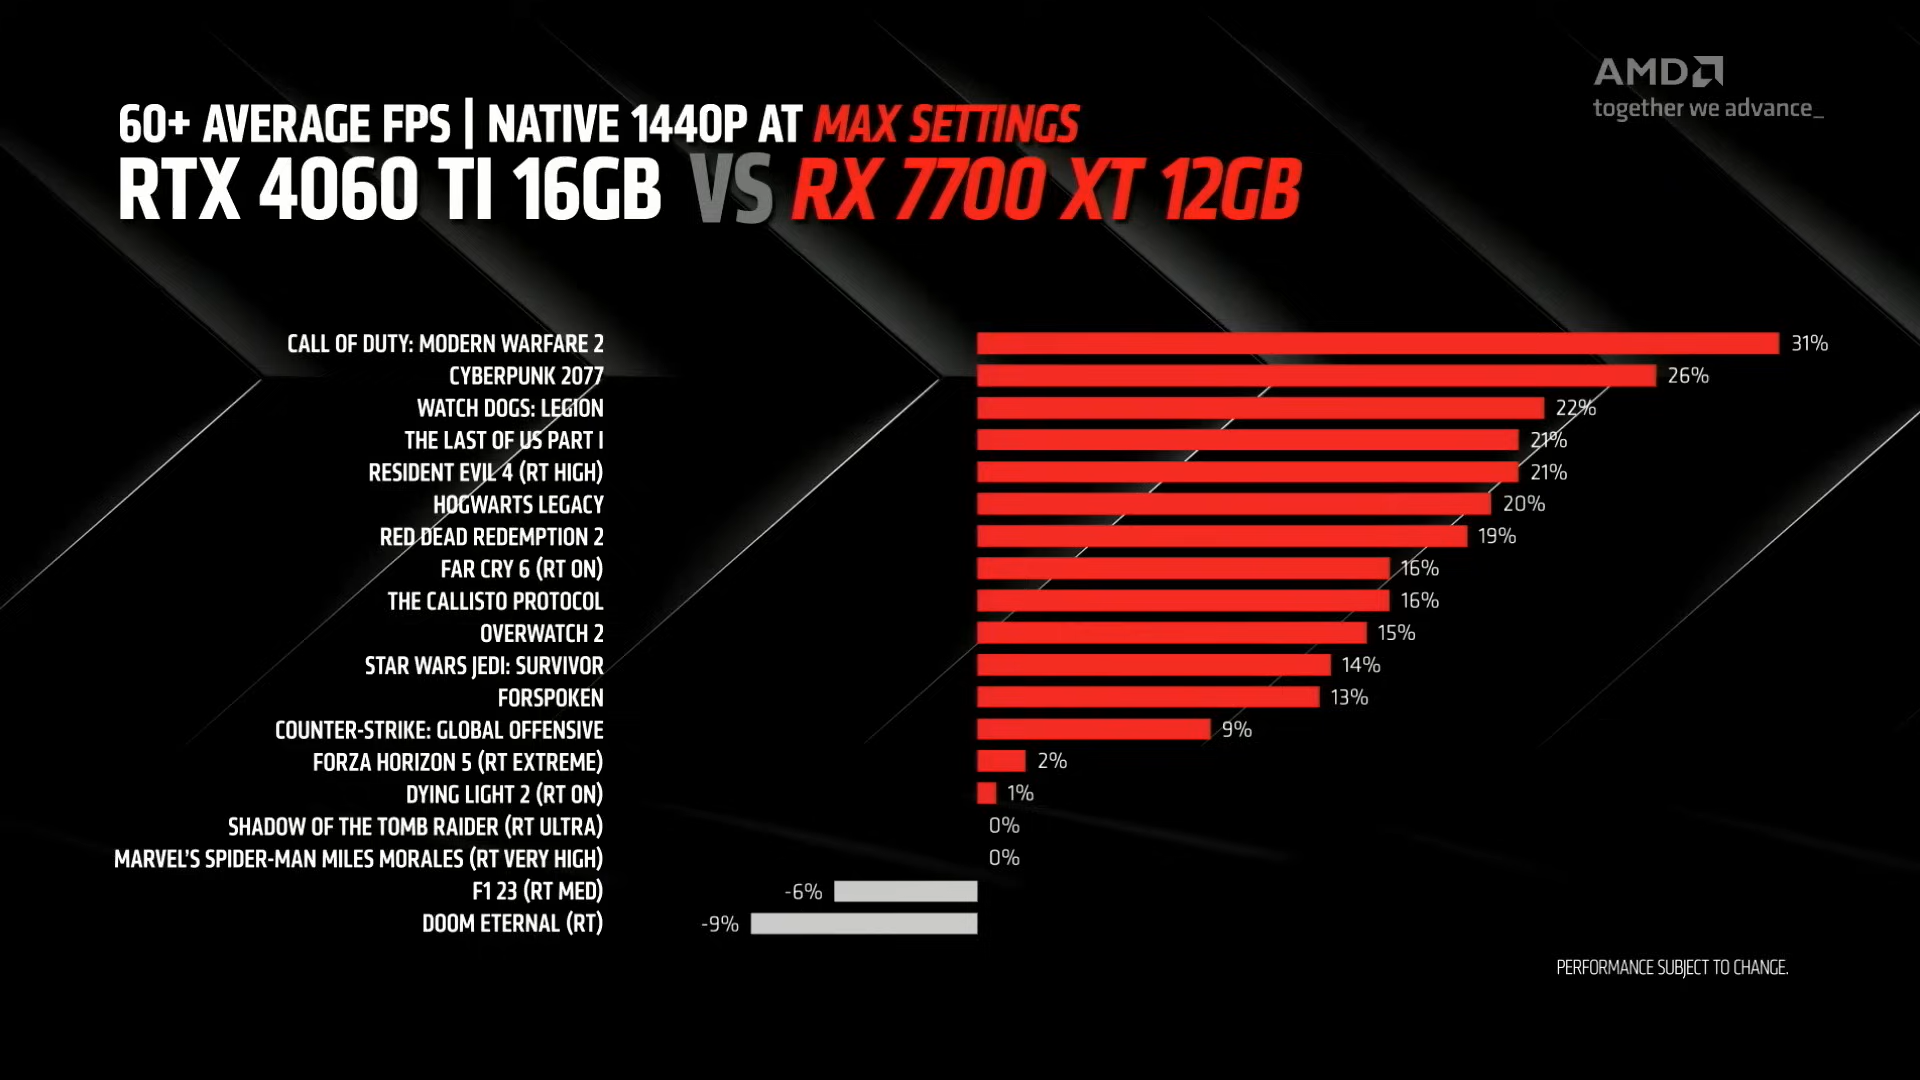 AMD
together we advance_
60+ AVERAGE FPS | NATIVE 1440P AT MAX SETTINGS
RTX 4060 TI 16GB VS RX 7700 XT 12GB
CALL OF DUTY: MODERN WARFARE 2 31%
CYBERPUNK 2077 26%
WATCH DOGS: LEGION 22%
THE LAST OF US PART I 21%
RESIDENT EVIL 4 (RT HIGH) 21%
HOGWARTS LEGACY 20%
RED DEAD REDEMPTION 2 19%
FAR CRY 6 (RT ON) 16%
THE CALLISTO PROTOCOL 16%
OVERWATCH 2 15%
STAR WARS JEDI: SURVIVOR 14%
FORSPOKEN 13%
COUNTER-STRIKE: GLOBAL OFFENSIVE 9%
FORZA HORIZON 5 (RT EXTREME) 2%
DYING LIGHT 2 (RT ON) 1%
SHADOW OF THE TOMB RAIDER (RT ULTRA) 0%
MARVEL'S SPIDER-MAN MILES MORALES (RT VERY HIGH) 0%
F1 23 (RT MED) -6%
DOOM ETERNAL (RT) -9%
PERFORMANCE SUBJECT TO CHANGE.